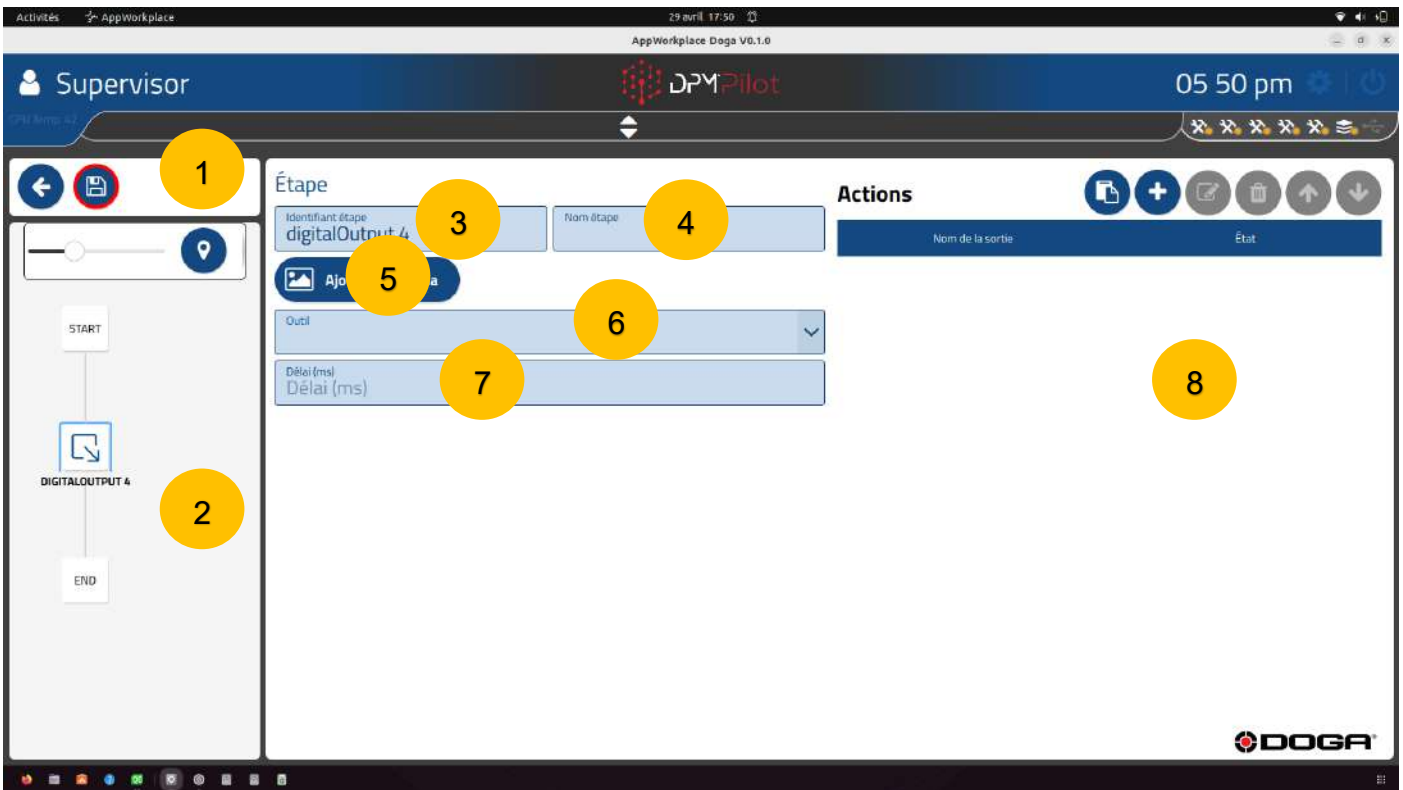 Activités AppWorkplace 29 avril 17:50
AppWorkplace Doga V0.1.0
Supervisor DPMPilot 05 50 pm
1
Étape
Actions
Identifiant étape
digitalOutput 4
3
Nom étape
4
Nom de la sortie État
5
START
Outil
6
Délai (ms)
Délai (ms)
7
8
DIGITALOUTPUT 4
2
END
DOGA